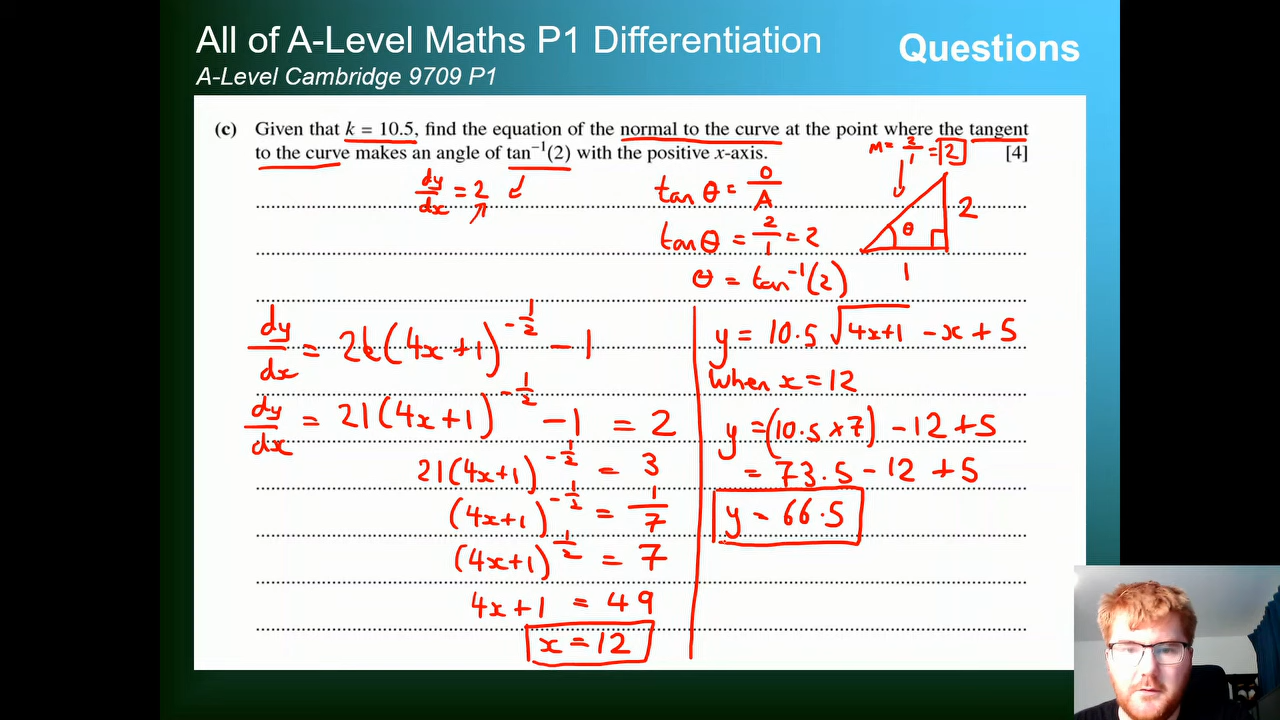 All of A-Level Maths P1 Differentiation
Questions
A-Level Cambridge 9709 P1
(c) Given that k = 10.5, find the equation of the normal to the curve at the point where the tangent
to the curve makes an angle of tan⁻¹(2) with the positive x-axis. [4]
m = 2/1 = 2
dy/dx = 2
tan θ = O/A
tan θ = 2/1 = 2
θ = tan⁻¹(2)
θ
2
1
dy/dx = 2k(4x+1)^(-1/2) - 1
dy/dx = 21(4x+1)^(-1/2) - 1 = 2
21(4x+1)^(-1/2) = 3
(4x+1)^(-1/2) = 1/7
(4x+1)^(1/2) = 7
4x+1 = 49
x = 12
y = 10.5 √(4x+1) - x + 5
when x = 12
y = (10.5 × 7) - 12 + 5
= 73.5 - 12 + 5
y = 66.5